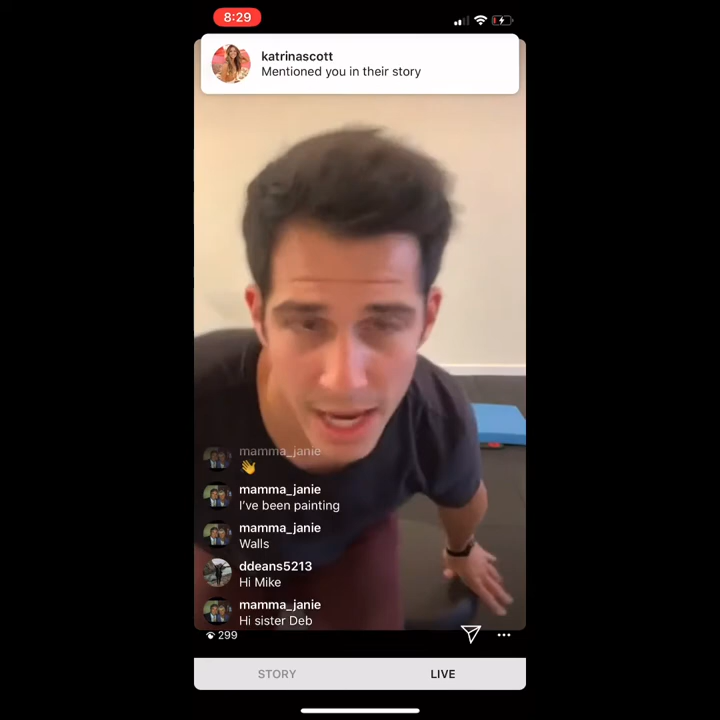 8:29
katrinascott
Mentioned you in their story
mamma_janie
👋
mamma_janie
I’ve been painting
mamma_janie
Walls
ddeans5213
Hi Mike
mamma_janie
Hi sister Deb
299
STORY
LIVE